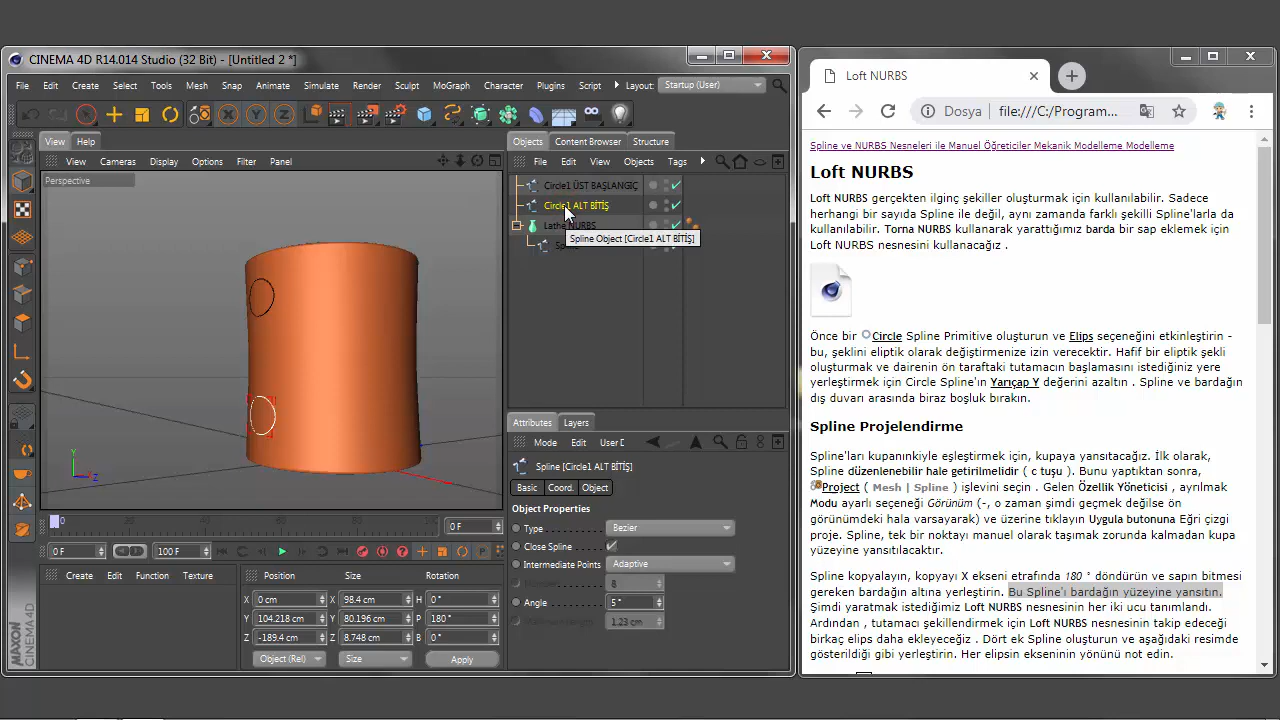 CINEMA 4D R14.014 Studio (32 Bit) - [Untitled 2 *]
File Edit Create Select Tools Mesh Snap Animate Simulate Render Sculpt MoGraph Character Plugins Script Layout: Startup (User)
View Help
View Cameras Display Options Filter Panel
Perspective
Y
X
Z
0 30 60 100
0 F
0 F
100 F
Create Edit Function Texture
MAXON
CINEMA 4D
Position Size Rotation
X 0 cm X 98.4 cm H 0 °
Y 104.218 cm Y 80.196 cm P 180 °
Z -189.4 cm Z 8.748 cm B 0 °
Object (Rel) Size Apply
Objects Content Browser Structure
File Edit View Objects Tags
Circle1 ÜST BAŞLANGIÇ
Circle1 ALT BİTİŞ
Lathe NURBS
Spline Object [Circle1 ALT BİTİŞ]
Attributes Layers
Mode Edit
Spline [Circle1 ALT BİTİŞ]
Basic Coord. Object
Object Properties
Type Bezier
Close Spline
Intermediate Points Adaptive
8
Angle 5 °
1.23 cm
Loft NURBS
Dosya file:///C:/Program...
Spline ve NURBS Nesneleri ile Manuel Öğreticiler Mekanik Modelleme Modelleme
Loft NURBS
Loft NURBS gerçekten ilginç şekiller oluşturmak için kullanılabilir. Sadece
herhangi bir sayıda Spline ile değil, aynı zamanda farklı şekilli Spline'larla da
kullanılabilir. Torna NURBS kullanarak yarattığımız barda bir sap eklemek için
Loft NURBS nesnesini kullanacağız .
Önce bir Circle Spline Primitive oluşturun ve Elips seçeneğini etkinleştirin -
bu, şeklini eliptik olarak değiştirmenize izin verecektir. Hafif bir eliptik şekli
oluşturmak ve dairenin ön taraftaki tutamacın başlamasını istediğiniz yere
yerleştirmek için Circle Spline'ın Yarıçap Y değerini azaltın . Spline ve bardağın
dış duvarı arasında biraz boşluk bırakın.
Spline Projelendirme
Spline'ları kupanınkiyle eşleştirmek için, kupaya yansıtacağız. İlk olarak,
Spline düzenlenebilir hale getirilmelidir ( c tuşu ). Bunu yaptıktan sonra,
Project ( Mesh | Spline ) işlevini seçin . Gelen Özellik Yöneticisi , ayrılmak
Modu ayarlı seçeneği Görünüm (-, o zaman şimdi geçmek değilse ön
görünümdeki hala varsayarak) ve üzerine tıklayın Uygula butonuna Eğri çizgi
proje. Spline, tek bir noktayı manuel olarak taşımak zorunda kalmadan kupa
yüzeyine yansıtılacaktır.
Spline kopyalayın, kopyayı X ekseni etrafında 180 ° döndürün ve sapın bitmesi
gereken bardağın altına yerleştirin. Bu Spline'ı bardağın yüzeyine yansıtın.
Şimdi yaratmak istediğimiz Loft NURBS nesnesinin her iki ucu tanımlandı.
Ardından , tutamacı şekillendirmek için Loft NURBS nesnesinin takip edeceği
birkaç elips daha ekleyeceğiz . Dört ek Spline oluşturun ve aşağıdaki resimde
gösterildiği gibi yerleştirin. Her elipsin ekseninin yönünü not edin.